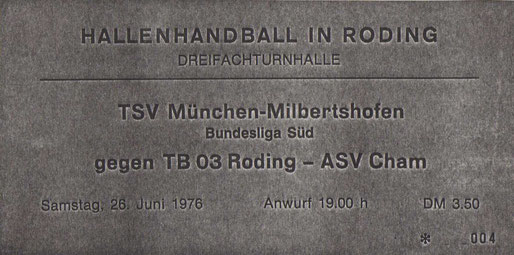 HALLENHANDBALL IN RODING
DREIFACHTURNHALLE
TSV München-Milbertshofen
Bundesliga Süd
gegen TB 03 Roding – ASV Cham
Samstag, 26. Juni 1976 Anwurf 19.00 h DM 3.50
* 004